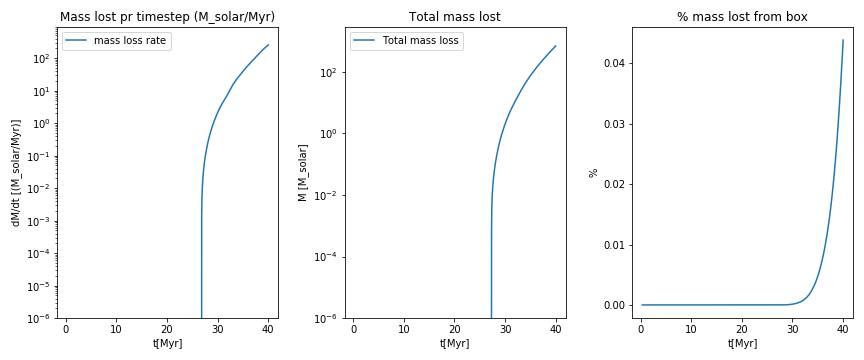 Mass lost pr timestep (M_solar/Myr)
mass loss rate
dM/dt [(M_solar/Myr)]
10^2
10^1
10^0
10^-1
10^-2
10^-3
10^-4
10^-5
10^-6
0 10 20 30 40
t[Myr]
Total mass lost
Total mass loss
M [M_solar]
10^2
10^0
10^-2
10^-4
10^-6
0 10 20 30 40
t[Myr]
% mass lost from box
%
0.04
0.03
0.02
0.01
0.00
0 10 20 30 40
t[Myr]